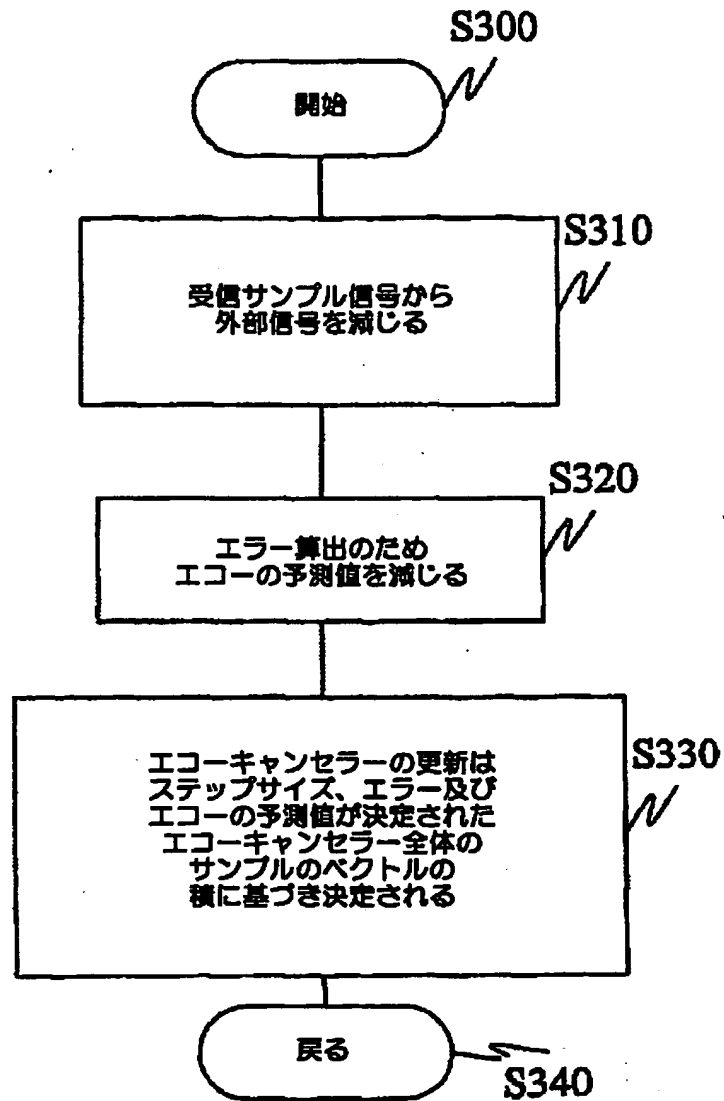 S300
開始
S310
受信サンプル信号から
外部信号を減じる
S320
エラー算出のため
エコーの予測値を減じる
S330
エコーキャンセラーの更新は
ステップサイズ、エラー及び
エコーの予測値が決定された
エコーキャンセラー全体の
サンプルのベクトルの
積に基づき決定される
戻る
S340